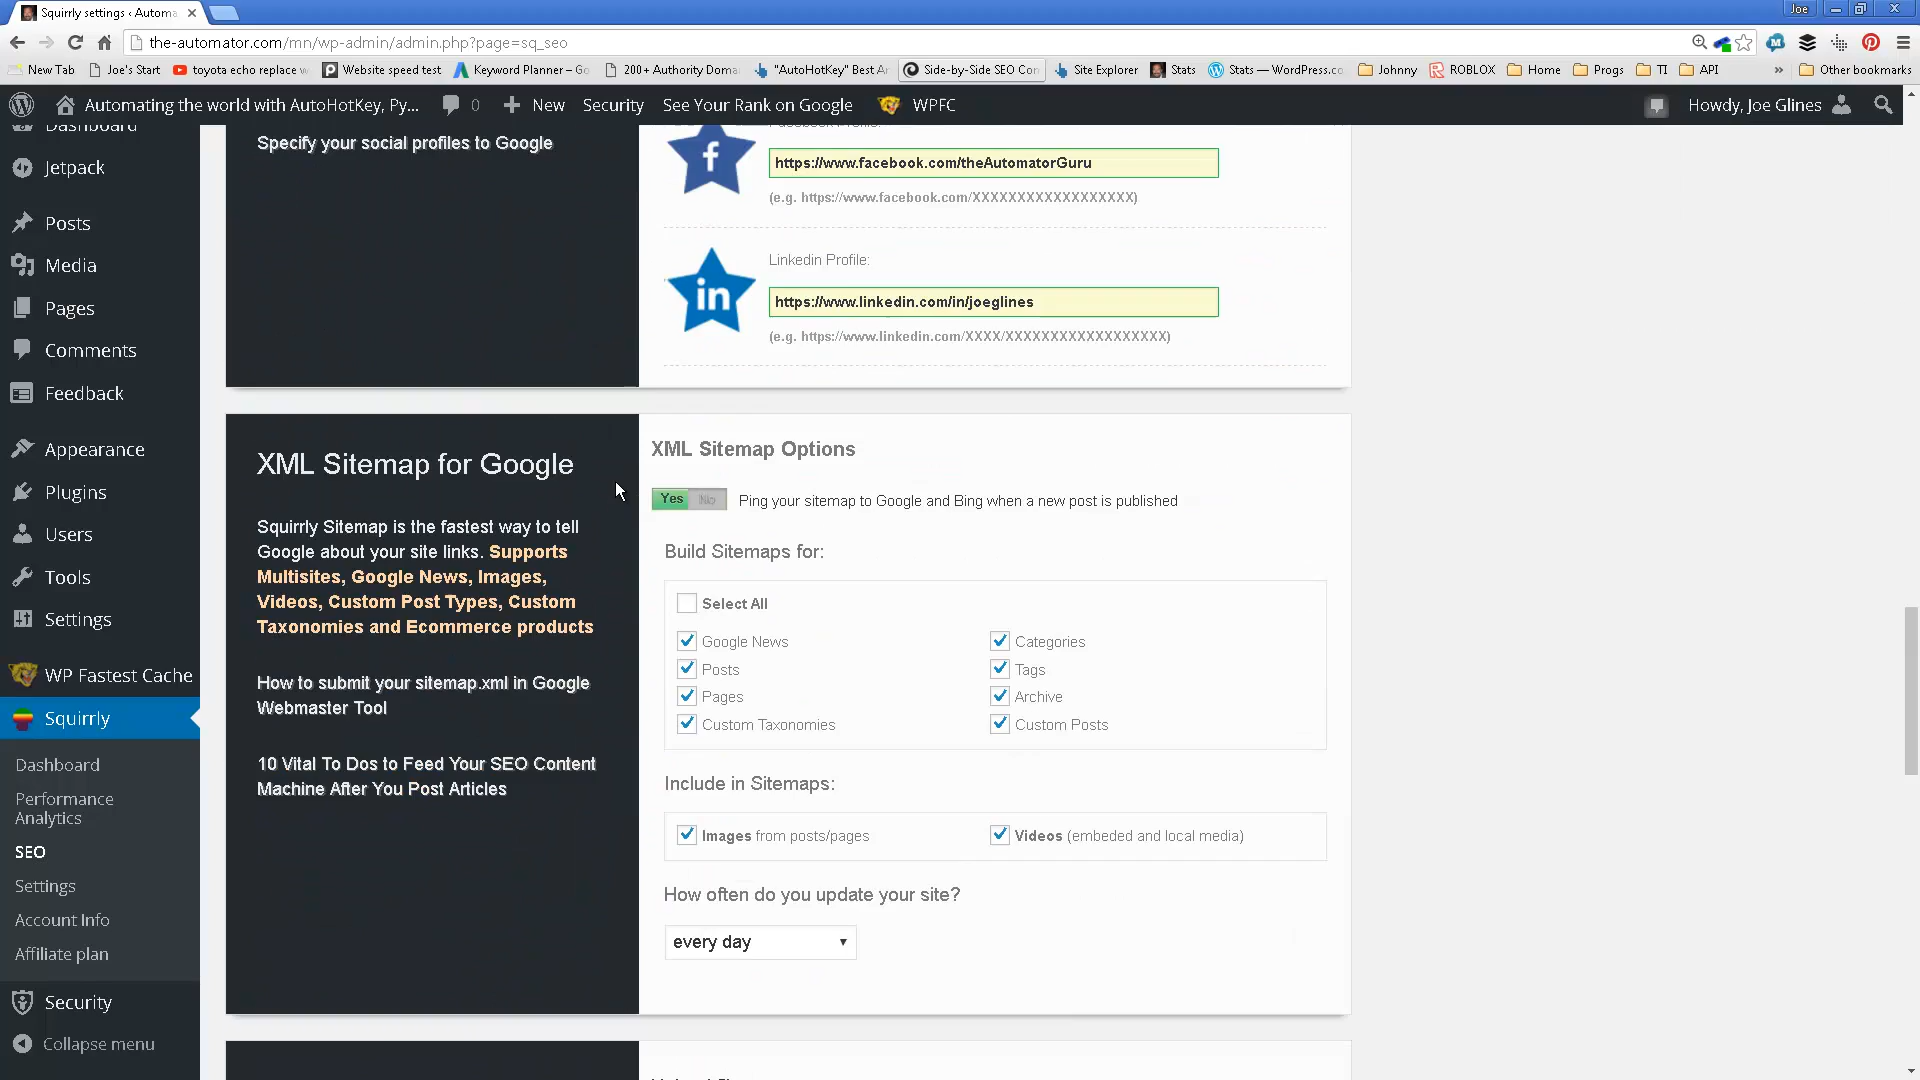 Squirrly settings ‹ Automa
Joe
the-automator.com/mn/wp-admin/admin.php?page=sq_seo
New Tab
Joe's Start
toyota echo replace w
Website speed test
Keyword Planner – Go
200+ Authority Doma
"AutoHotKey" Best Ar
Side-by-Side SEO Con
Site Explorer
Stats
Stats — WordPress.co
Johnny
ROBLOX
Home
Progs
TI
API
»
Other bookmarks
Automating the world with AutoHotKey, Py...
0
New
Security
See Your Rank on Google
WPFC
Howdy, Joe Glines
Dashboard
Jetpack
Posts
Media
Pages
Comments
Feedback
Appearance
Plugins
Users
Tools
Settings
WP Fastest Cache
Squirrly
Dashboard
Performance
Analytics
SEO
Settings
Account Info
Affiliate plan
Security
Collapse menu
Specify your social profiles to Google
Facebook Profile:
https://www.facebook.com/theAutomatorGuru
(e.g. https://www.facebook.com/XXXXXXXXXXXXXXXXXX)
Linkedin Profile:
in
https://www.linkedin.com/in/joeglines
(e.g. https://www.linkedin.com/XXXX/XXXXXXXXXXXXXXXXXX)
XML Sitemap for Google
Squirrly Sitemap is the fastest way to tell
Google about your site links. Supports
Multisites, Google News, Images,
Videos, Custom Post Types, Custom
Taxonomies and Ecommerce products
How to submit your sitemap.xml in Google
Webmaster Tool
10 Vital To Dos to Feed Your SEO Content
Machine After You Post Articles
XML Sitemap Options
Yes No Ping your sitemap to Google and Bing when a new post is published
Build Sitemaps for:
Select All
Google News
Categories
Posts
Tags
Pages
Archive
Custom Taxonomies
Custom Posts
Include in Sitemaps:
Images from posts/pages
Videos (embeded and local media)
How often do you update your site?
every day